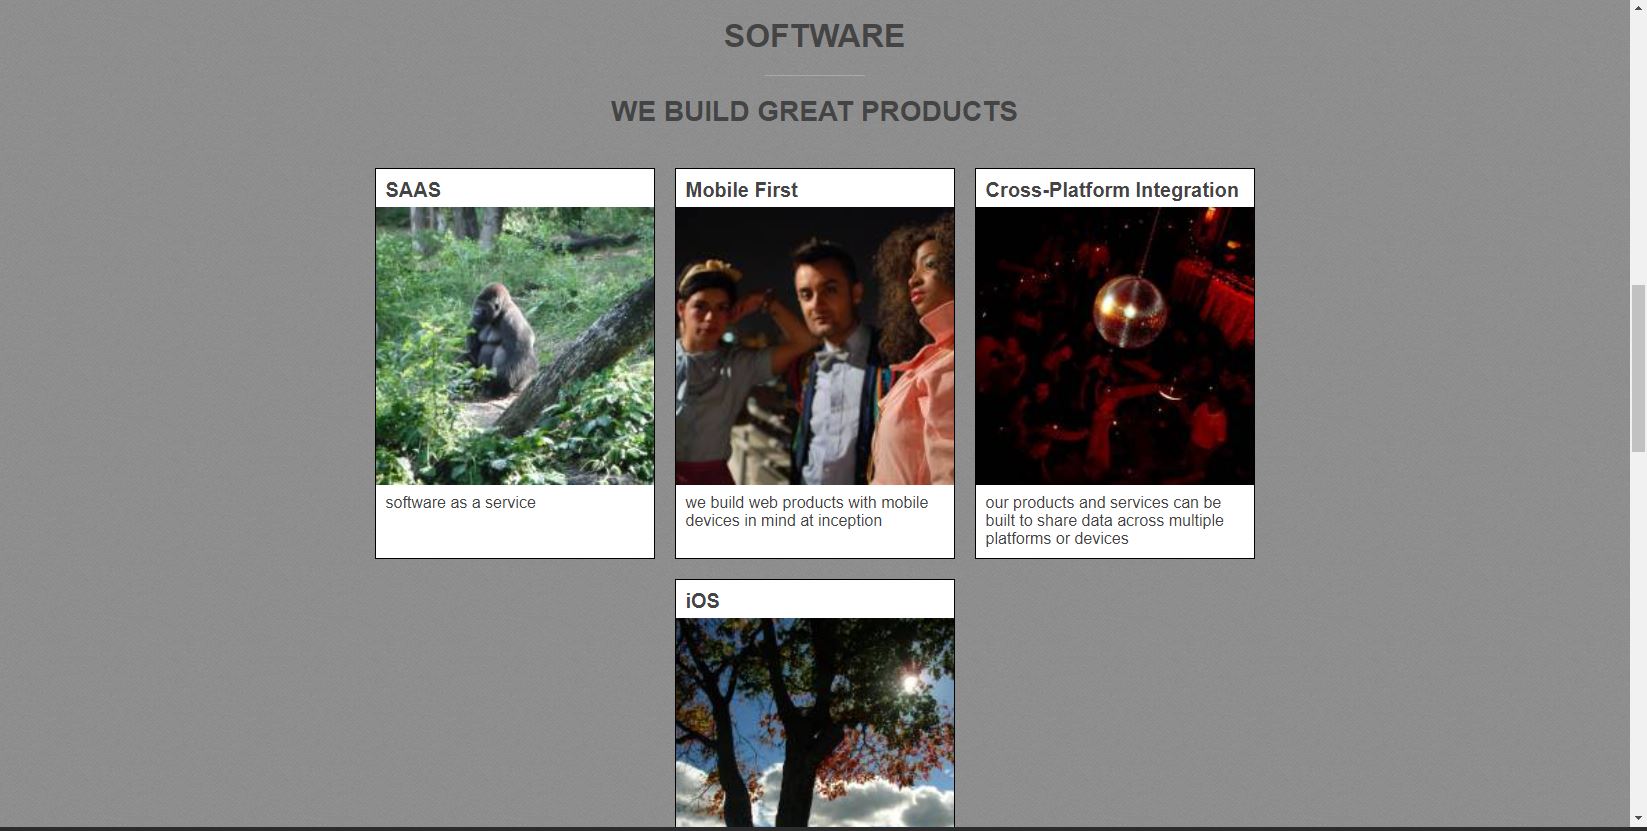 SOFTWARE
WE BUILD GREAT PRODUCTS
SAAS
software as a service
Mobile First
we build web products with mobile
devices in mind at inception
Cross-Platform Integration
our products and services can be
built to share data across multiple
platforms or devices
iOS